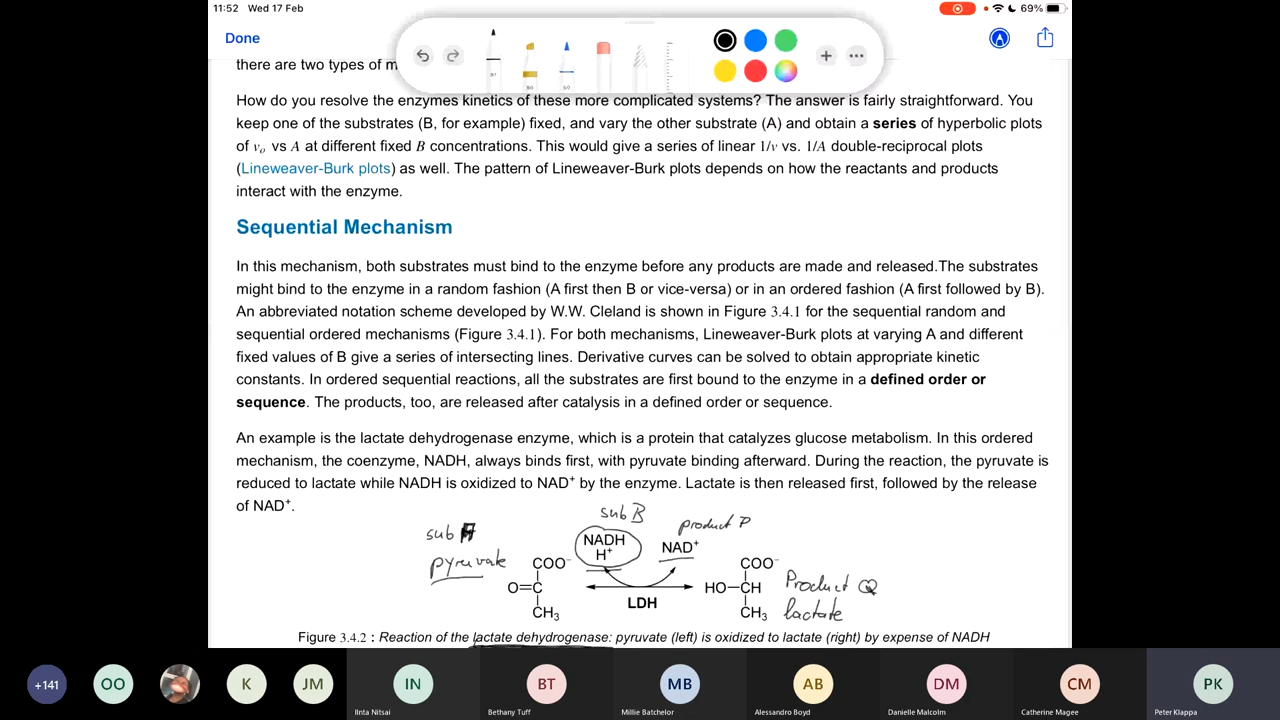 11:52 Wed 17 Feb
69%
Done
there are two types of m
How do you resolve the enzymes kinetics of these more complicated systems? The answer is fairly straightforward. You
keep one of the substrates (B, for example) fixed, and vary the other substrate (A) and obtain a series of hyperbolic plots
of vₒ vs A at different fixed B concentrations. This would give a series of linear 1/v vs. 1/A double-reciprocal plots
(Lineweaver-Burk plots) as well. The pattern of Lineweaver-Burk plots depends on how the reactants and products
interact with the enzyme.
Sequential Mechanism
In this mechanism, both substrates must bind to the enzyme before any products are made and released.The substrates
might bind to the enzyme in a random fashion (A first then B or vice-versa) or in an ordered fashion (A first followed by B).
An abbreviated notation scheme developed by W.W. Cleland is shown in Figure 3.4.1 for the sequential random and
sequential ordered mechanisms (Figure 3.4.1). For both mechanisms, Lineweaver-Burk plots at varying A and different
fixed values of B give a series of intersecting lines. Derivative curves can be solved to obtain appropriate kinetic
constants. In ordered sequential reactions, all the substrates are first bound to the enzyme in a defined order or
sequence. The products, too, are released after catalysis in a defined order or sequence.
An example is the lactate dehydrogenase enzyme, which is a protein that catalyzes glucose metabolism. In this ordered
mechanism, the coenzyme, NADH, always binds first, with pyruvate binding afterward. During the reaction, the pyruvate is
reduced to lactate while NADH is oxidized to NAD⁺ by the enzyme. Lactate is then released first, followed by the release
of NAD⁺.
sub B
sub A
product P
NADH
H⁺
NAD⁺
pyruvate
COO⁻
COO⁻
O=C
HO–CH
Product Q
LDH
CH₃
CH₃
lactate
Figure 3.4.2 : Reaction of the lactate dehydrogenase: pyruvate (left) is oxidized to lactate (right) by expense of NADH
+141
OO
K
JM
IN
BT
MB
AB
DM
CM
PK
Ilnta Nitsai
Bethany Tuff
Millie Batchelor
Alessandro Boyd
Danielle Malcolm
Catherine Magee
Peter Klappa